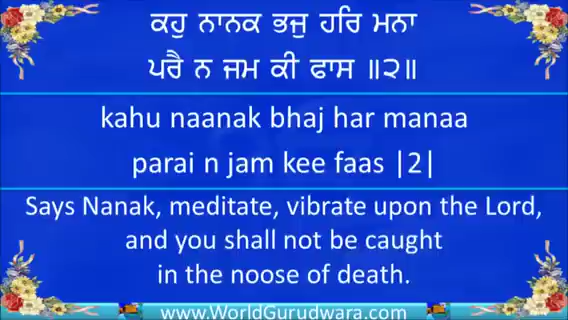 ਕਹੁ ਨਾਨਕ ਭਜੁ ਹਰਿ ਮਨਾ
ਪਰੈ ਨ ਜਮ ਕੀ ਫਾਸ ॥੨॥
kahu naanak bhaj har manaa
parai n jam kee faas |2|
Says Nanak, meditate, vibrate upon the Lord,
and you shall not be caught
in the noose of death.
www.WorldGurudwara.com